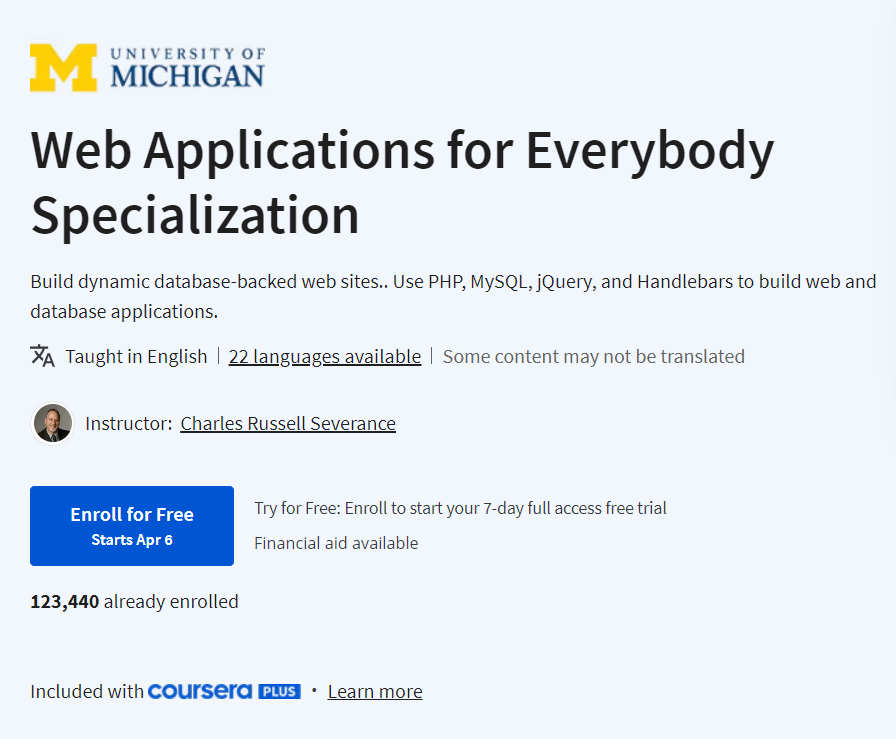 UNIVERSITY OF
MICHIGAN
Web Applications for Everybody
Specialization
Build dynamic database-backed web sites.. Use PHP, MySQL, jQuery, and Handlebars to build web and
database applications.
Taught in English | 22 languages available | Some content may not be translated
Instructor: Charles Russell Severance
Enroll for Free
Starts Apr 6
Try for Free: Enroll to start your 7-day full access free trial
Financial aid available
123,440 already enrolled
Included with coursera PLUS • Learn more